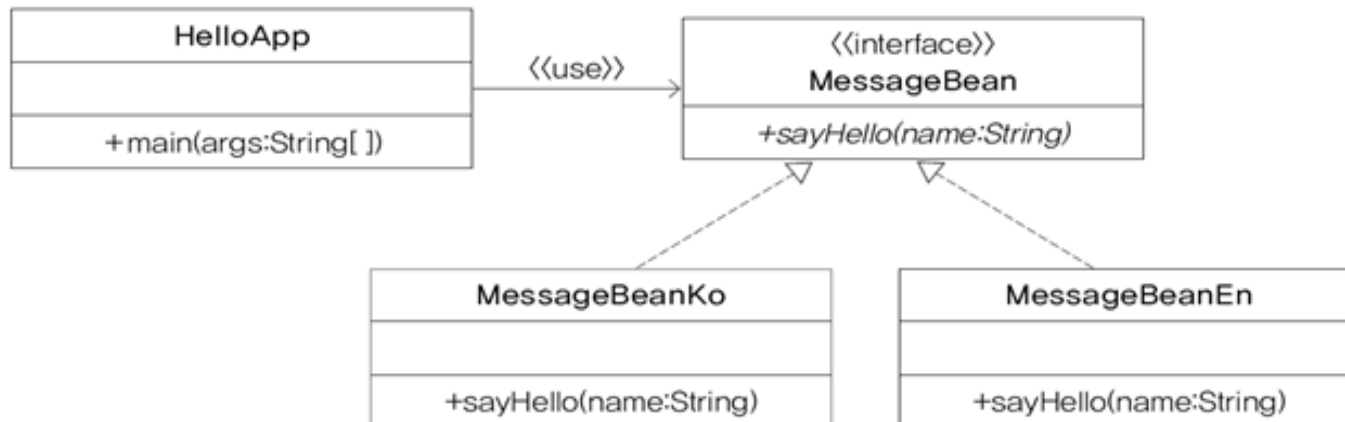 HelloApp
+main(args:String[ ])
《use》
《interface》
MessageBean
+sayHello(name:String)
MessageBeanKo
+sayHello(name:String)
MessageBeanEn
+sayHello(name:String)